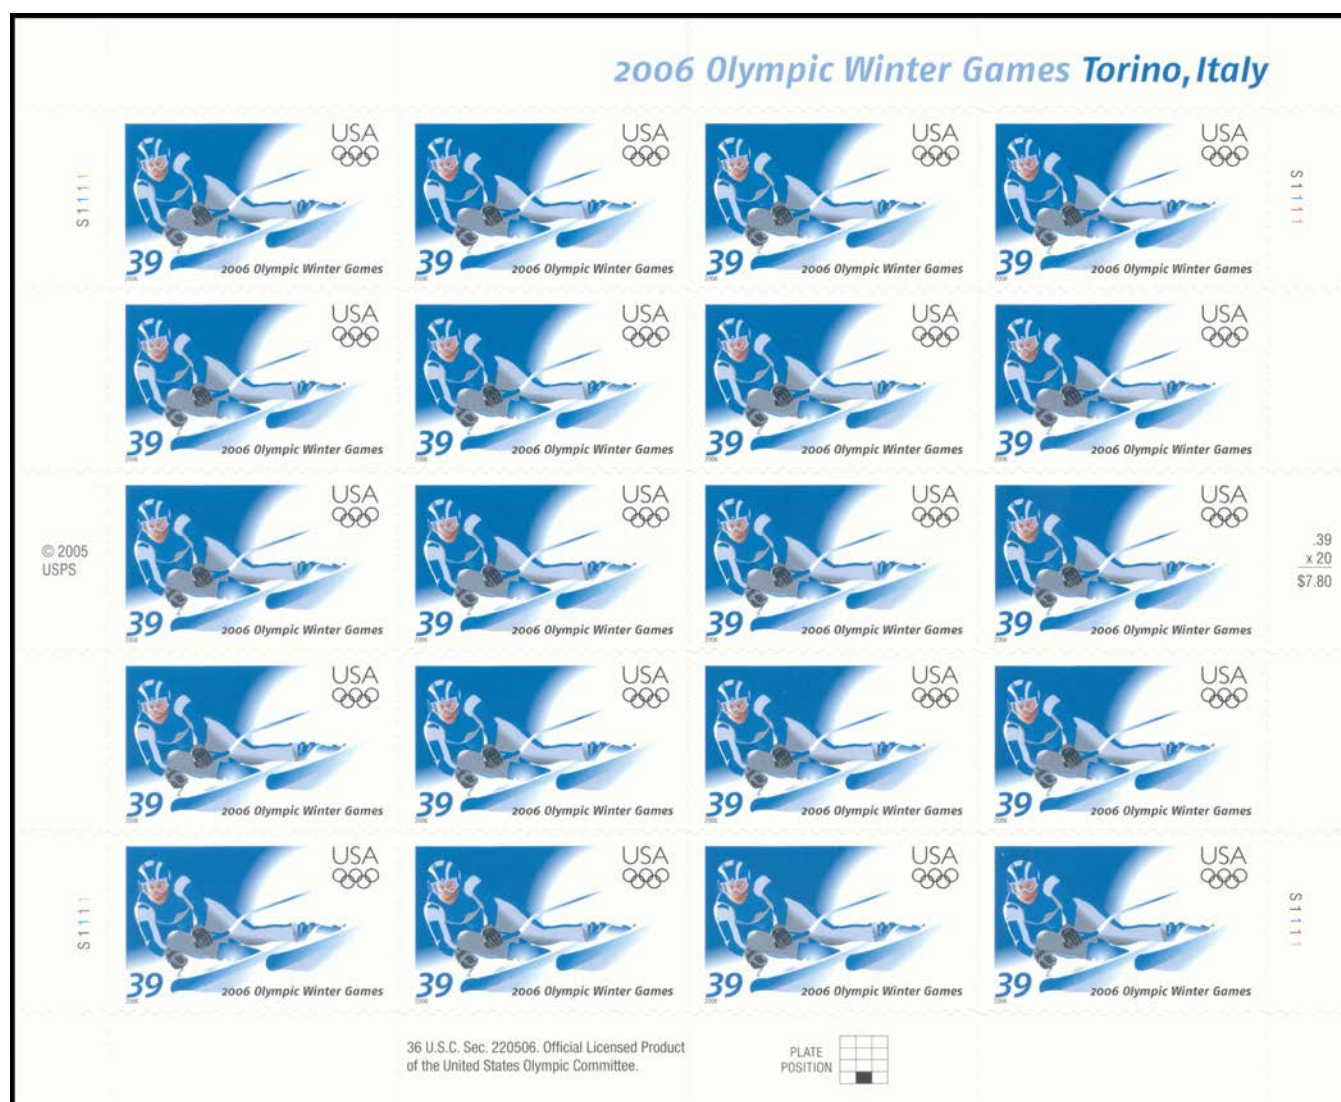 2006 Olympic Winter Games Torino, Italy
S1111
USA
USA
USA
USA
S1111
39
2006
2006 Olympic Winter Games
39
2006
2006 Olympic Winter Games
39
2006
2006 Olympic Winter Games
39
2006
2006 Olympic Winter Games
USA
USA
USA
USA
39
2006
2006 Olympic Winter Games
39
2006
2006 Olympic Winter Games
39
2006
2006 Olympic Winter Games
39
2006
2006 Olympic Winter Games
© 2005
USPS
USA
USA
USA
USA
39
2006
2006 Olympic Winter Games
39
2006
2006 Olympic Winter Games
39
2006
2006 Olympic Winter Games
39
2006
2006 Olympic Winter Games
.39
x 20
$7.80
USA
USA
USA
USA
39
2006
2006 Olympic Winter Games
39
2006
2006 Olympic Winter Games
39
2006
2006 Olympic Winter Games
39
2006
2006 Olympic Winter Games
S1111
USA
USA
USA
USA
S1111
39
2006
2006 Olympic Winter Games
39
2006
2006 Olympic Winter Games
39
2006
2006 Olympic Winter Games
39
2006
2006 Olympic Winter Games
36 U.S.C. Sec. 220506. Official Licensed Product
of the United States Olympic Committee.
PLATE
POSITION